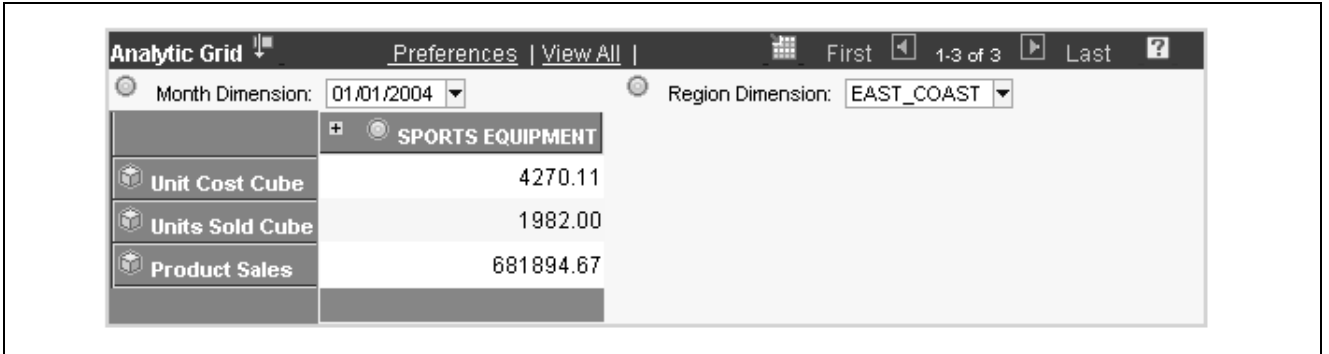 Analytic Grid Preferences | View All | First 1-3 of 3 Last ?
Month Dimension: 01/01/2004 Region Dimension: EAST_COAST
SPORTS EQUIPMENT
Unit Cost Cube 4270.11
Units Sold Cube 1982.00
Product Sales 681894.67